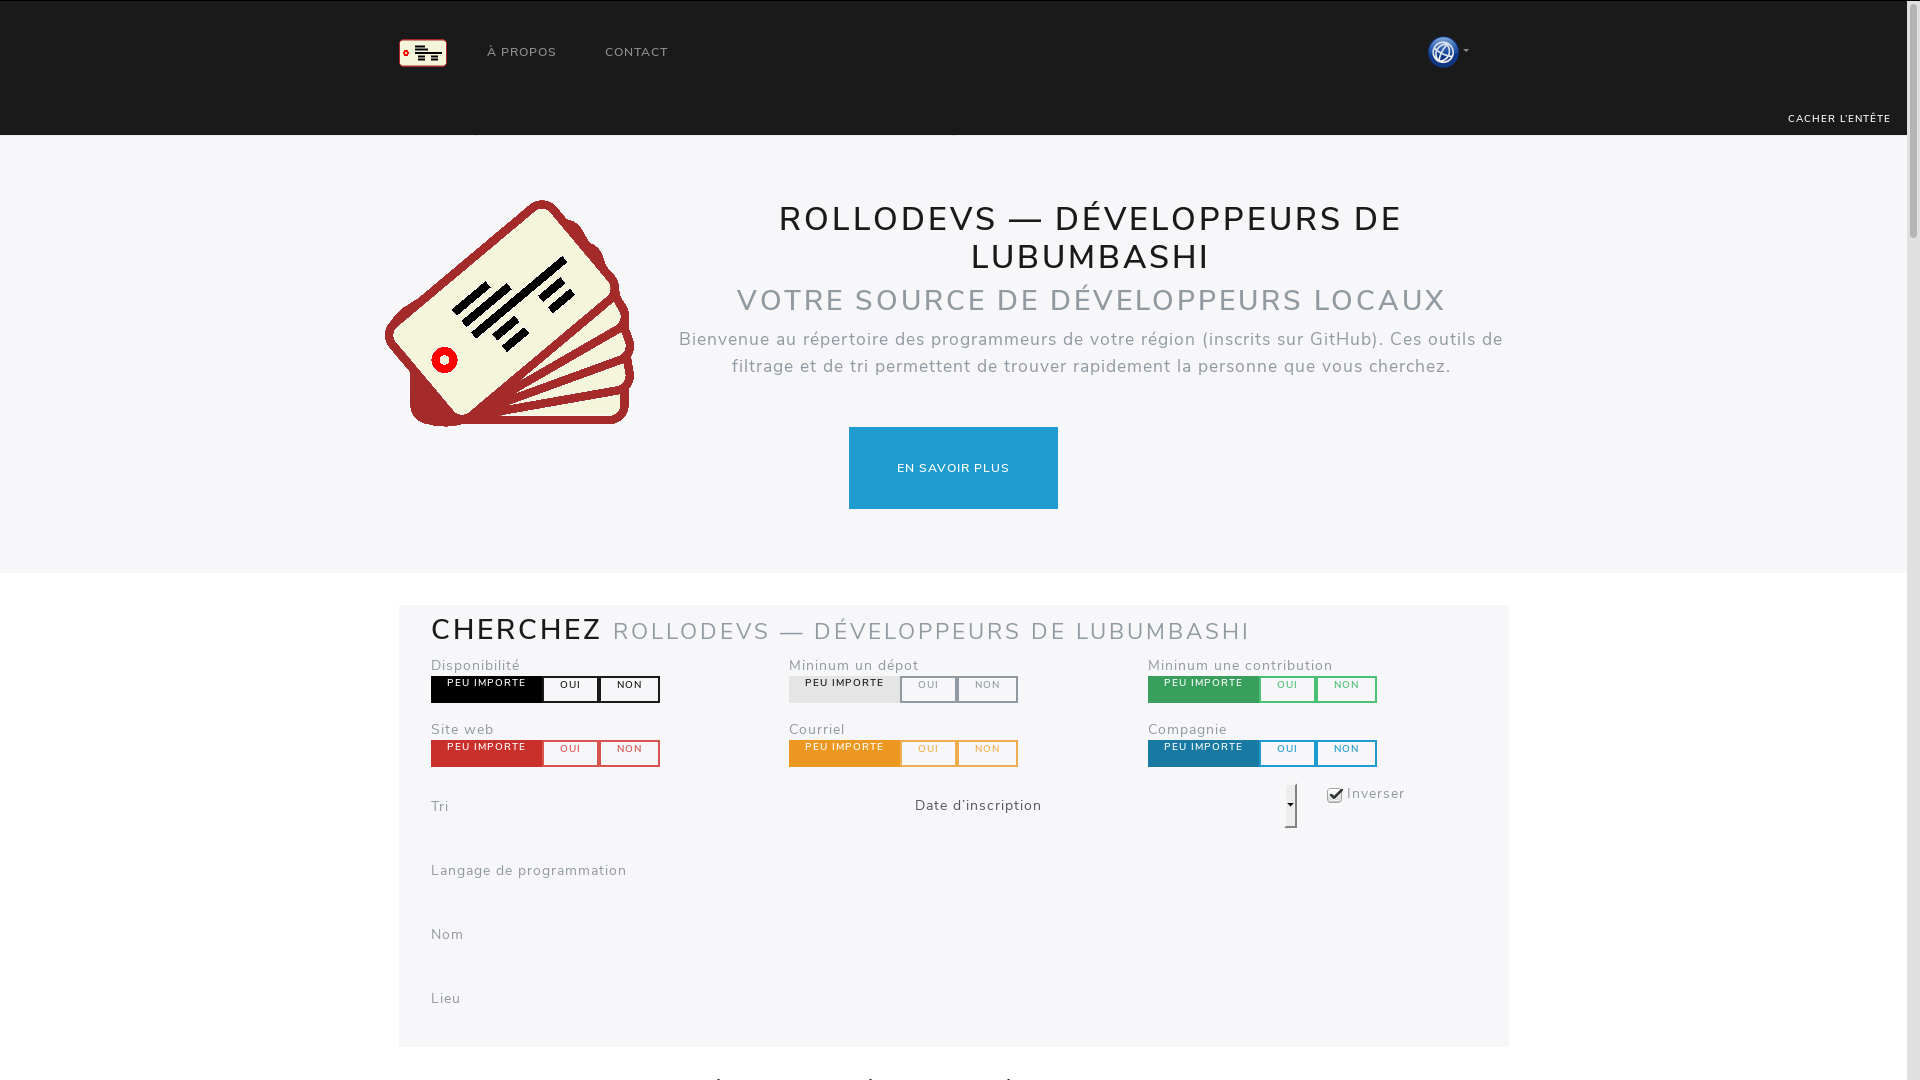 À PROPOS
CONTACT
CACHER L'ENTÊTE
ROLLODEVS — DÉVELOPPEURS DE
LUBUMBASHI
VOTRE SOURCE DE DÉVELOPPEURS LOCAUX
Bienvenue au répertoire des programmeurs de votre région (inscrits sur GitHub). Ces outils de
filtrage et de tri permettent de trouver rapidement la personne que vous cherchez.
EN SAVOIR PLUS
CHERCHEZ ROLLODEVS — DÉVELOPPEURS DE LUBUMBASHI
Disponibilité
PEU IMPORTE OUI NON
Mininum un dépot
PEU IMPORTE OUI NON
Mininum une contribution
PEU IMPORTE OUI NON
Site web
PEU IMPORTE OUI NON
Courriel
PEU IMPORTE OUI NON
Compagnie
PEU IMPORTE OUI NON
Tri
Date d’inscription
Inverser
Langage de programmation
Nom
Lieu